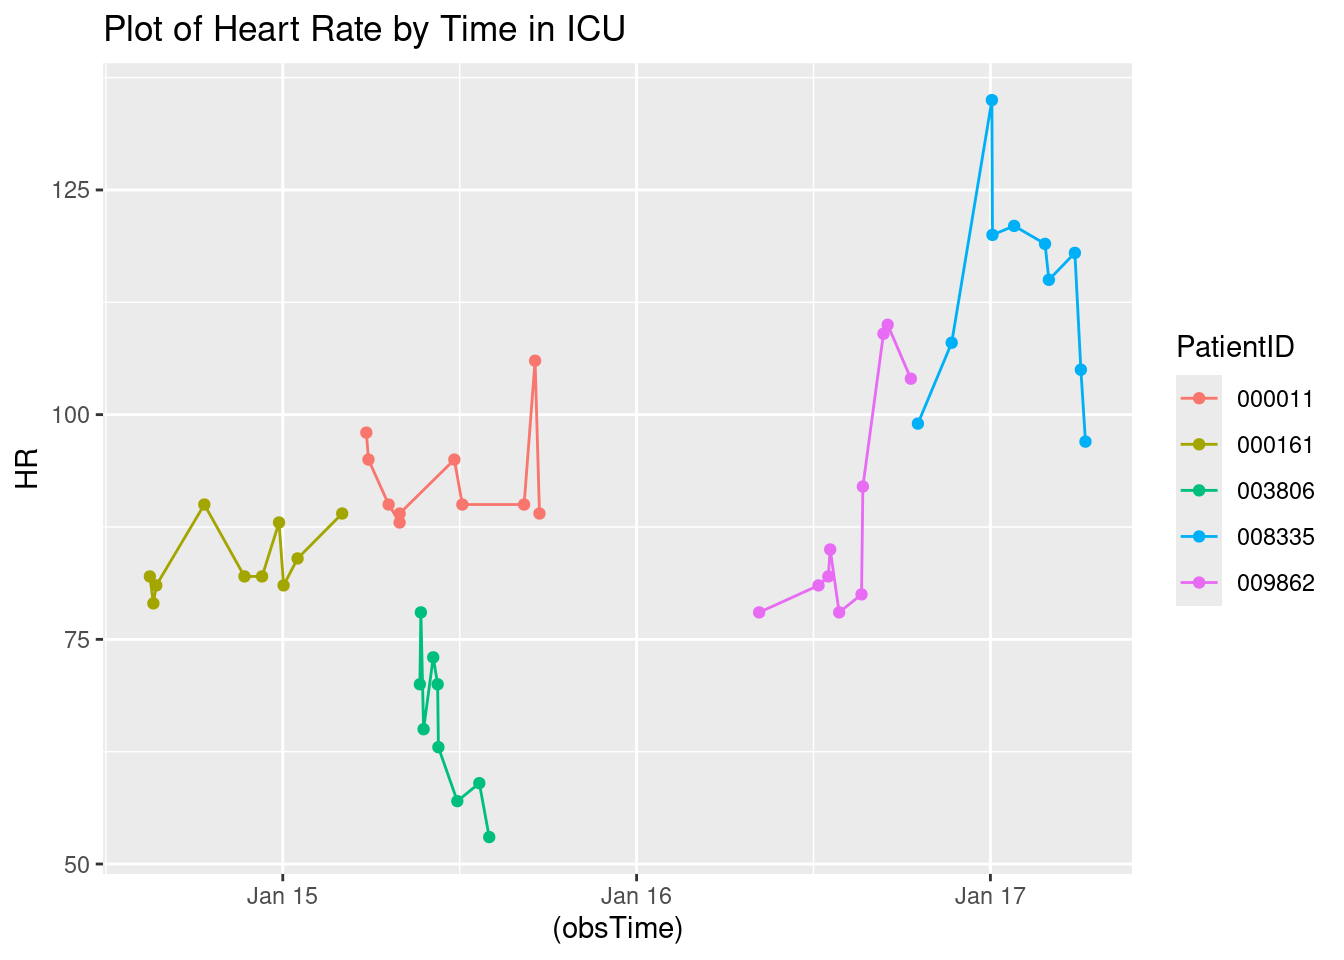 Plot of Heart Rate by Time in ICU
125
100
75
50
HR
Jan 15
Jan 16
Jan 17
(obsTime)
PatientID
000011
000161
003806
008335
009862